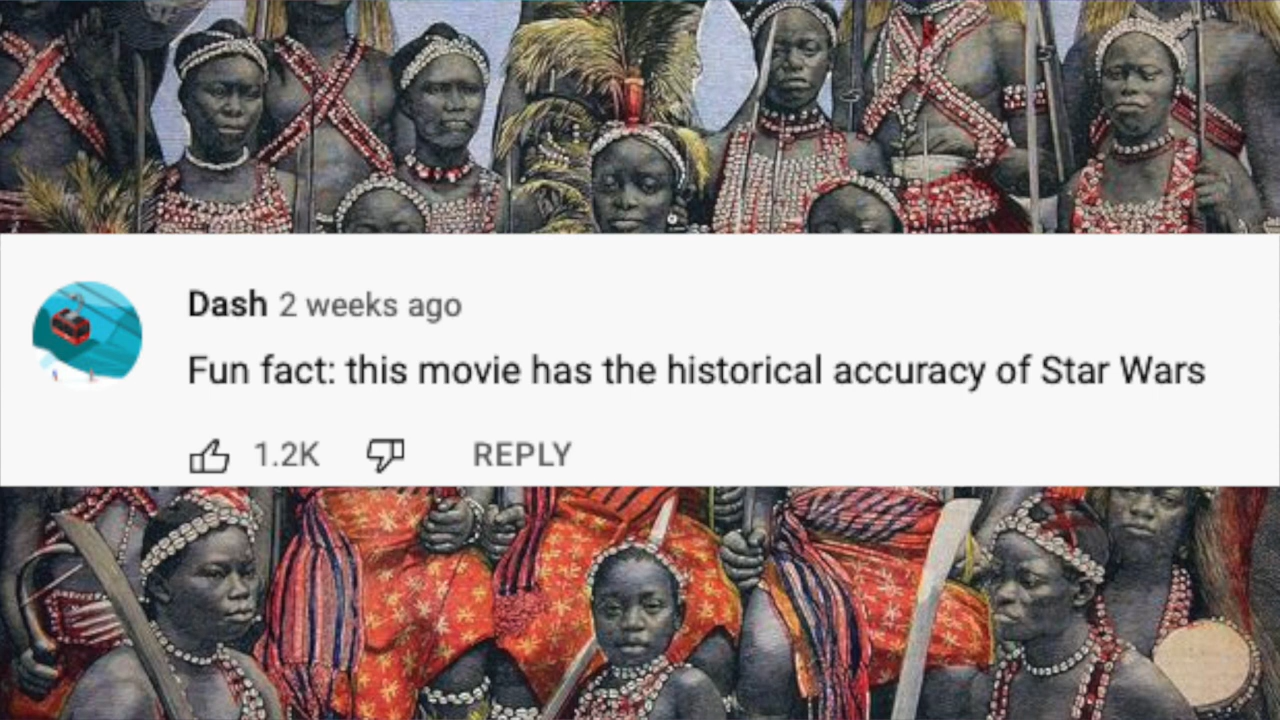 Dash 2 weeks ago
Fun fact: this movie has the historical accuracy of Star Wars
1.2K REPLY